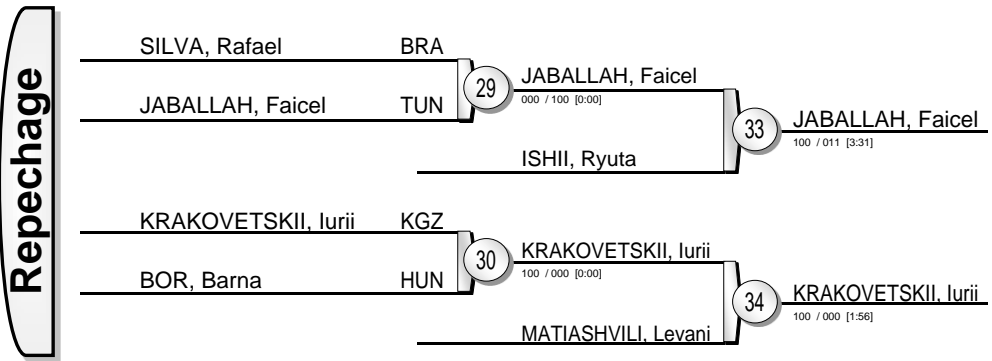 Repechage
SILVA, Rafael BRA
JABALLAH, Faicel TUN
29
JABALLAH, Faicel
000 / 100 [0:00]
ISHII, Ryuta
33
JABALLAH, Faicel
100 / 011 [3:31]
KRAKOVETSKII, Iurii KGZ
BOR, Barna HUN
30
KRAKOVETSKII, Iurii
100 / 000 [0:00]
MATIASHVILI, Levani
34
KRAKOVETSKII, Iurii
100 / 000 [1:56]